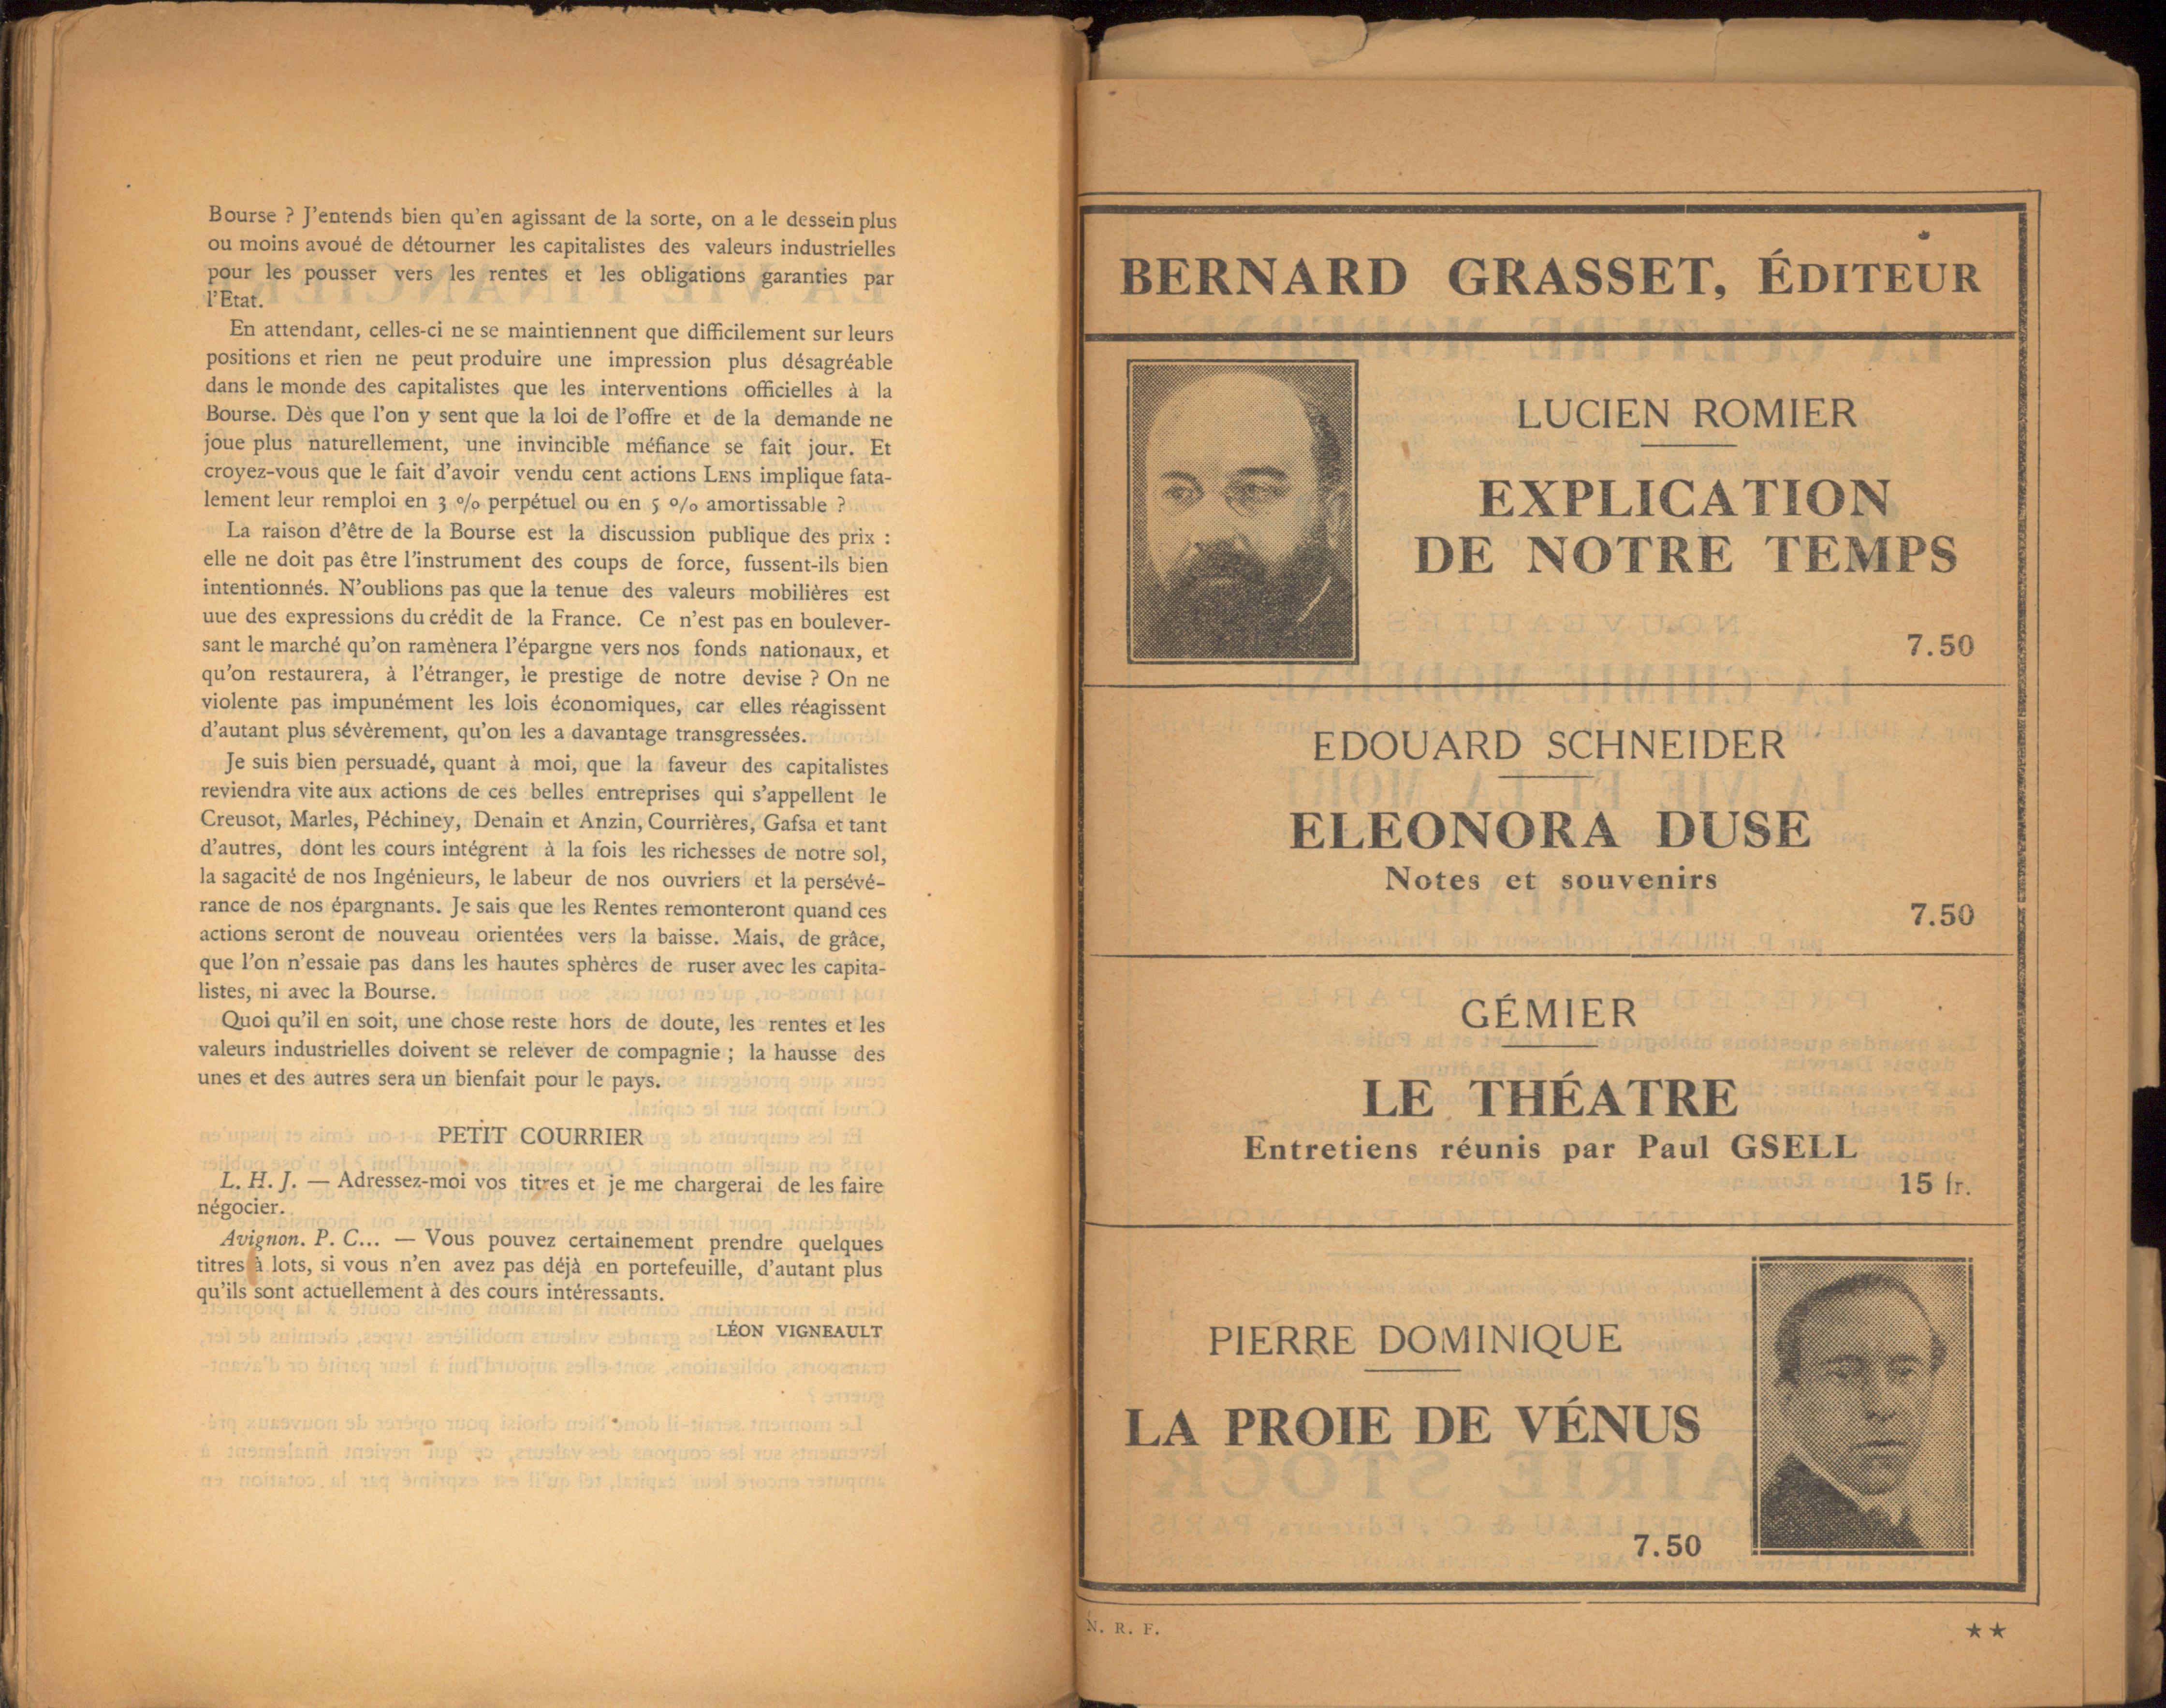 Bourse ? J'entends bien qu'en agissant de la sorte, on a le dessein plus
ou moins avoué de détourner les capitalistes des valeurs industrielles
pour les pousser vers les rentes et les obligations garanties par
l'Etat.
En attendant, celles-ci ne se maintiennent que difficilement sur leurs
positions et rien ne peut produire une impression plus désagréable
dans le monde des capitalistes que les interventions officielles à la
Bourse. Dès que l'on y sent que la loi de l'offre et de la demande ne
joue plus naturellement, une invincible méfiance se fait jour. Et
croyez-vous que le fait d'avoir vendu cent actions LENS implique fata-
lement leur remploi en 3 % perpétuel ou en 5 % amortissable ?
La raison d'être de la Bourse est la discussion publique des prix :
elle ne doit pas être l'instrument des coups de force, fussent-ils bien
intentionnés. N'oublions pas que la tenue des valeurs mobilières est
uue des expressions du crédit de la France. Ce n'est pas en boulever-
sant le marché qu'on ramènera l'épargne vers nos fonds nationaux, et
qu'on restaurera, à l'étranger, le prestige de notre devise ? On ne
violente pas impunément les lois économiques, car elles réagissent
d'autant plus sévèrement, qu'on les a davantage transgressées.
Je suis bien persuadé, quant à moi, que la faveur des capitalistes
reviendra vite aux actions de ces belles entreprises qui s'appellent le
Creusot, Marles, Péchiney, Denain et Anzin, Courrières, Gafsa et tant
d'autres, dont les cours intégrent à la fois les richesses de notre sol,
la sagacité de nos Ingénieurs, le labeur de nos ouvriers et la persévé-
rance de nos épargnants. Je sais que les Rentes remonteront quand ces
actions seront de nouveau orientées vers la baisse. Mais, de grâce,
que l'on n'essaie pas dans les hautes sphères de ruser avec les capita-
listes, ni avec la Bourse.
Quoi qu'il en soit, une chose reste hors de doute, les rentes et les
valeurs industrielles doivent se relever de compagnie ; la hausse des
unes et des autres sera un bienfait pour le pays.
PETIT COURRIER
L. H. J. — Adressez-moi vos titres et je me chargerai de les faire
négocier.
Avignon. P. C... — Vous pouvez certainement prendre quelques
titres à lots, si vous n'en avez pas déjà en portefeuille, d'autant plus
qu'ils sont actuellement à des cours intéressants.
LÉON VIGNEAULT
BERNARD GRASSET, ÉDITEUR
LUCIEN ROMIER
EXPLICATION
DE NOTRE TEMPS
7.50
EDOUARD SCHNEIDER
ELEONORA DUSE
Notes et souvenirs
7.50
GÉMIER
LE THÉATRE
Entretiens réunis par Paul GSELL
15 fr.
PIERRE DOMINIQUE
LA PROIE DE VÉNUS
7.50
N. R. F.
★★